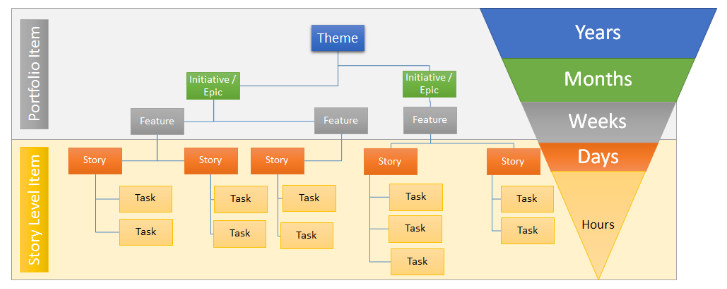 Portfolio Item
Theme
Years
Initiative /
Epic
Initiative /
Epic
Months
Feature
Feature
Feature
Weeks
Story Level Item
Story
Story
Story
Story
Story
Days
Task
Task
Task
Task
Task
Task
Task
Task
Task
Task
Task
Hours
Task